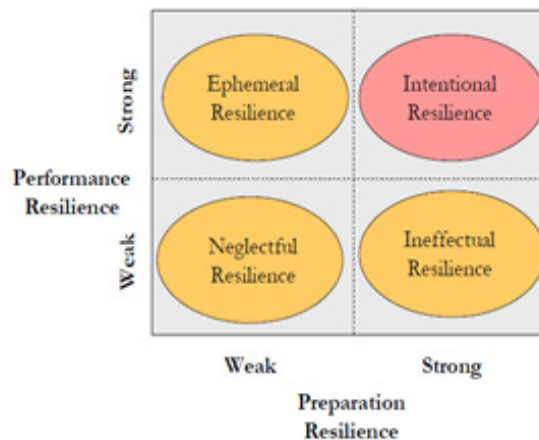 Strong
Ephemeral
Resilience
Intentional
Resilience
Performance
Resilience
Weak
Neglectful
Resilience
Ineffectual
Resilience
Weak
Strong
Preparation
Resilience